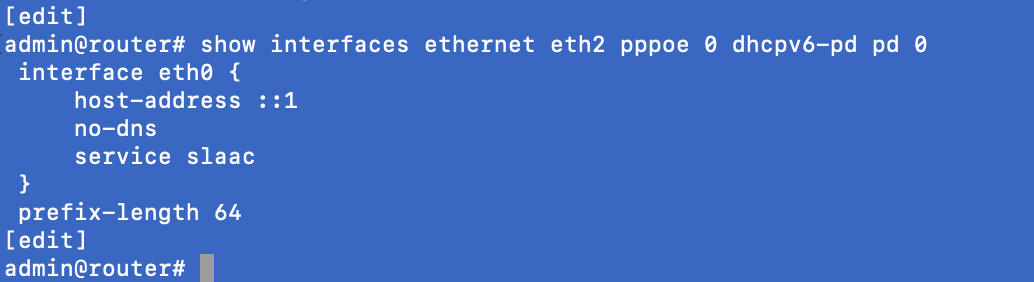 [edit]
admin@router# show interfaces ethernet eth2 pppoe 0 dhcpv6-pd pd 0
 interface eth0 {
     host-address ::1
     no-dns
     service slaac
 }
 prefix-length 64
[edit]
admin@router#